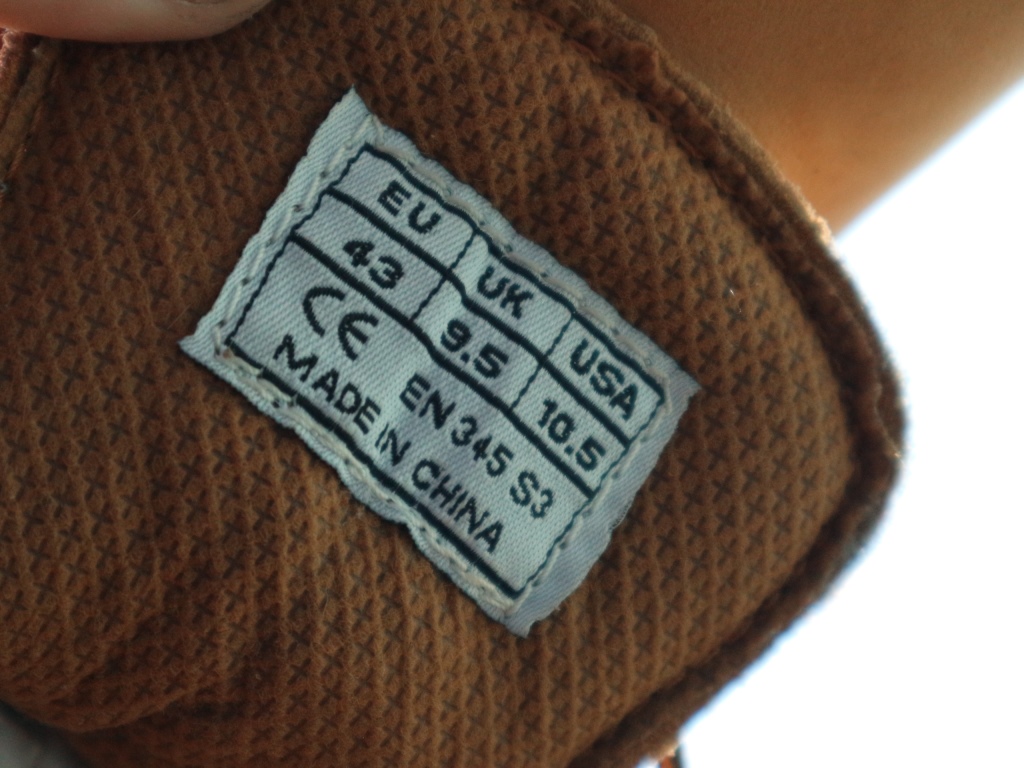 EU UK USA
43 9.5 10.5
CE EN 345 S3
MADE IN CHINA